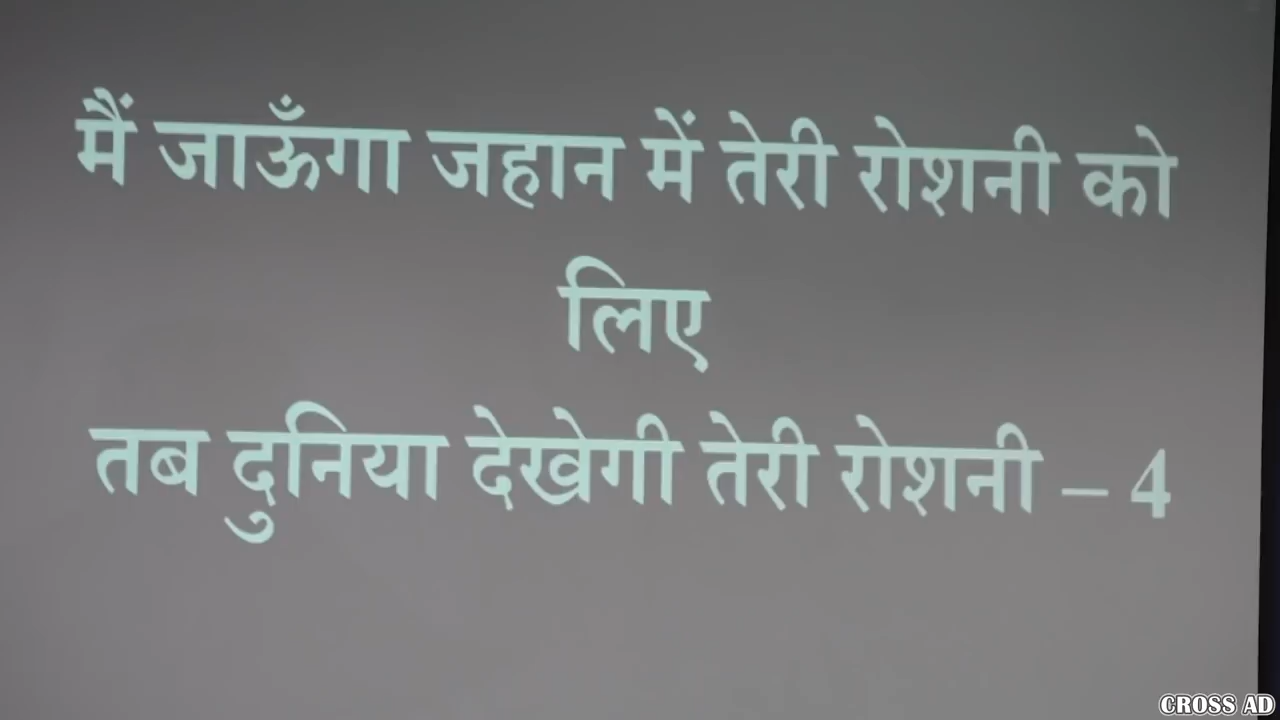 मैं जाऊँगा जहान में तेरी रोशनी को
लिए
तब दुनिया देखेगी तेरी रोशनी – 4
CROSS AD